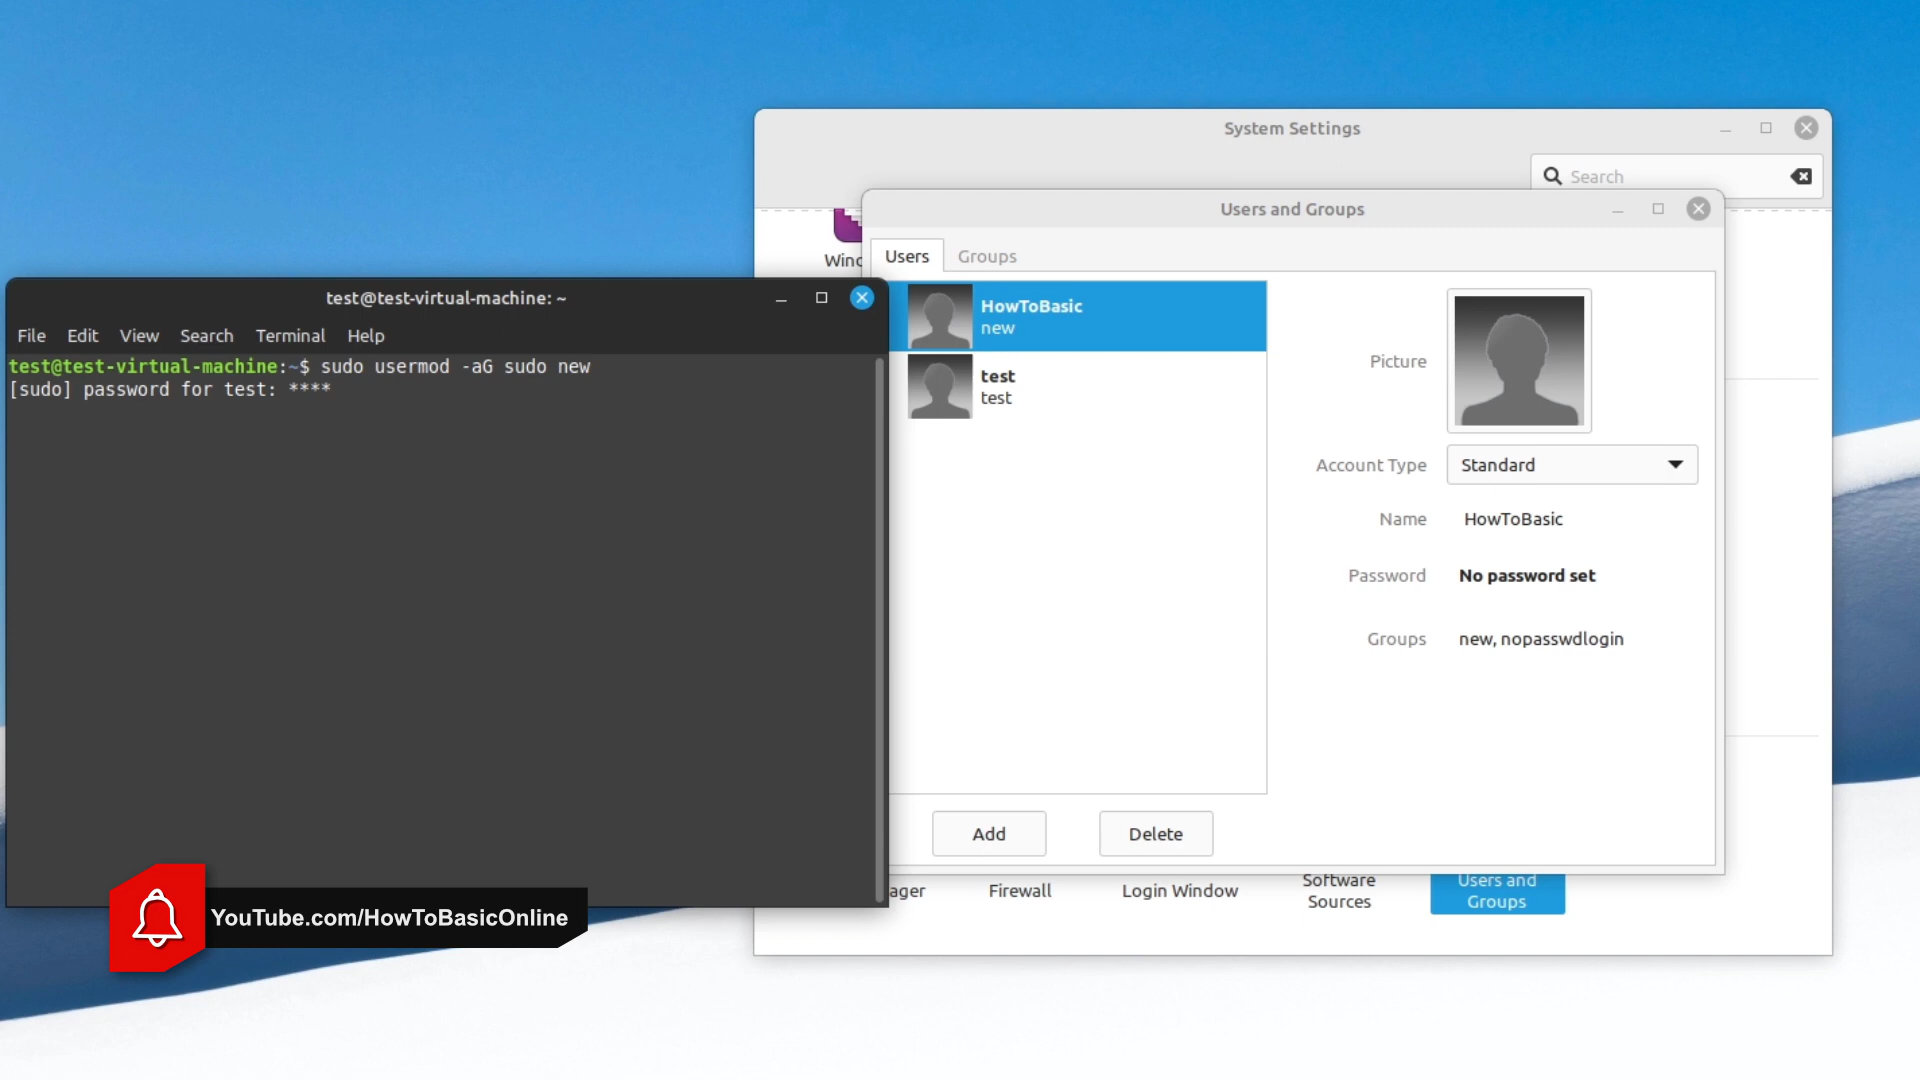 System Settings
Search
Users and Groups
Users
Groups
Winc
test@test-virtual-machine: ~
File
Edit
View
Search
Terminal
Help
test@test-virtual-machine:~$ sudo usermod -aG sudo new
[sudo] password for test: ****
HowToBasic
new
test
test
Picture
Account Type
Standard
Name
HowToBasic
Password
No password set
Groups
new, nopasswdlogin
Add
Delete
ager
Firewall
Login Window
Software
Sources
Users and
Groups
YouTube.com/HowToBasicOnline